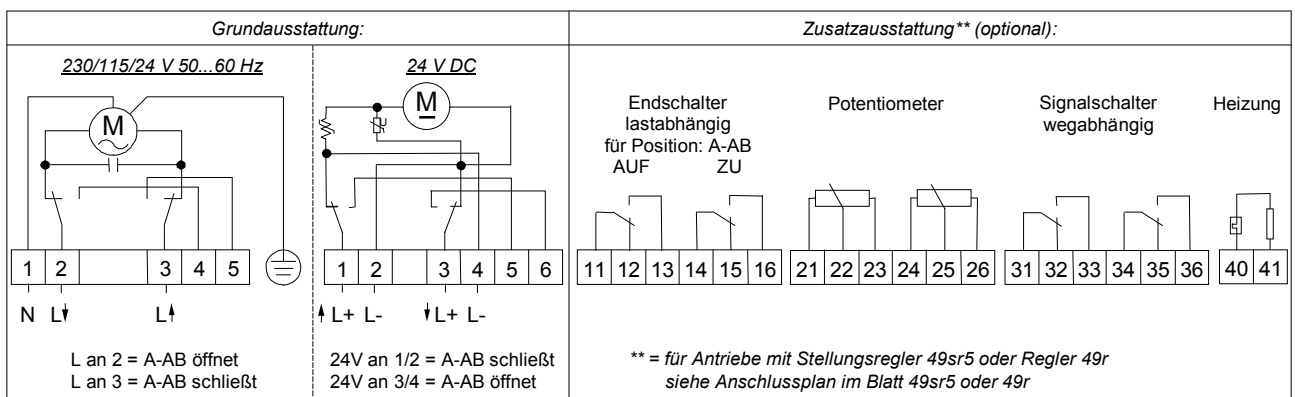 Grundausstattung:
Zusatzausstattung** (optional):
230/115/24 V 50...60 Hz
24 V DC
M
M
Endschalter
lastabhängig
für Position: A-AB
AUF ZU
Potentiometer
Signalschalter
wegabhängig
Heizung
1 2 3 4 5
1 2 3 4 5 6
11 12 13 14 15 16
21 22 23 24 25 26
31 32 33 34 35 36
40 41
N L↓ L↑
↑L+ L- ↓L+ L-
L an 2 = A-AB öffnet
L an 3 = A-AB schließt
24V an 1/2 = A-AB schließt
24V an 3/4 = A-AB öffnet
** = für Antriebe mit Stellungsregler 49sr5 oder Regler 49r
siehe Anschlussplan im Blatt 49sr5 oder 49r